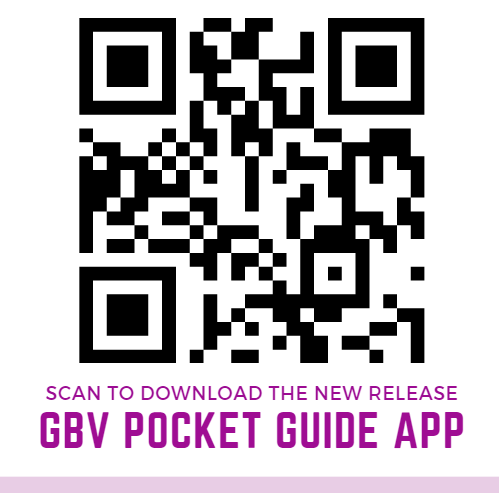 SCAN TO DOWNLOAD THE NEW RELEASE
GBV POCKET GUIDE APP